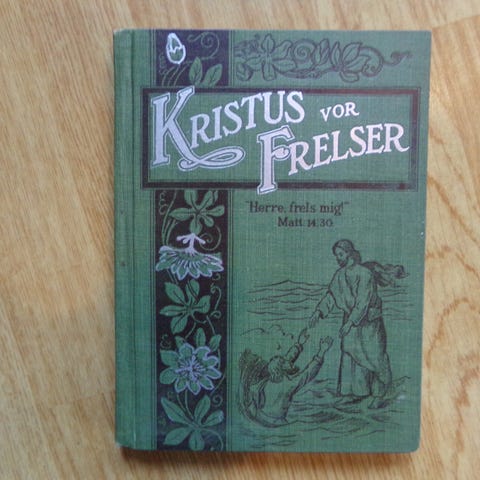 KRISTUS VOR
FRELSER
"Herre, frels mig!"
Matt. 14,30.